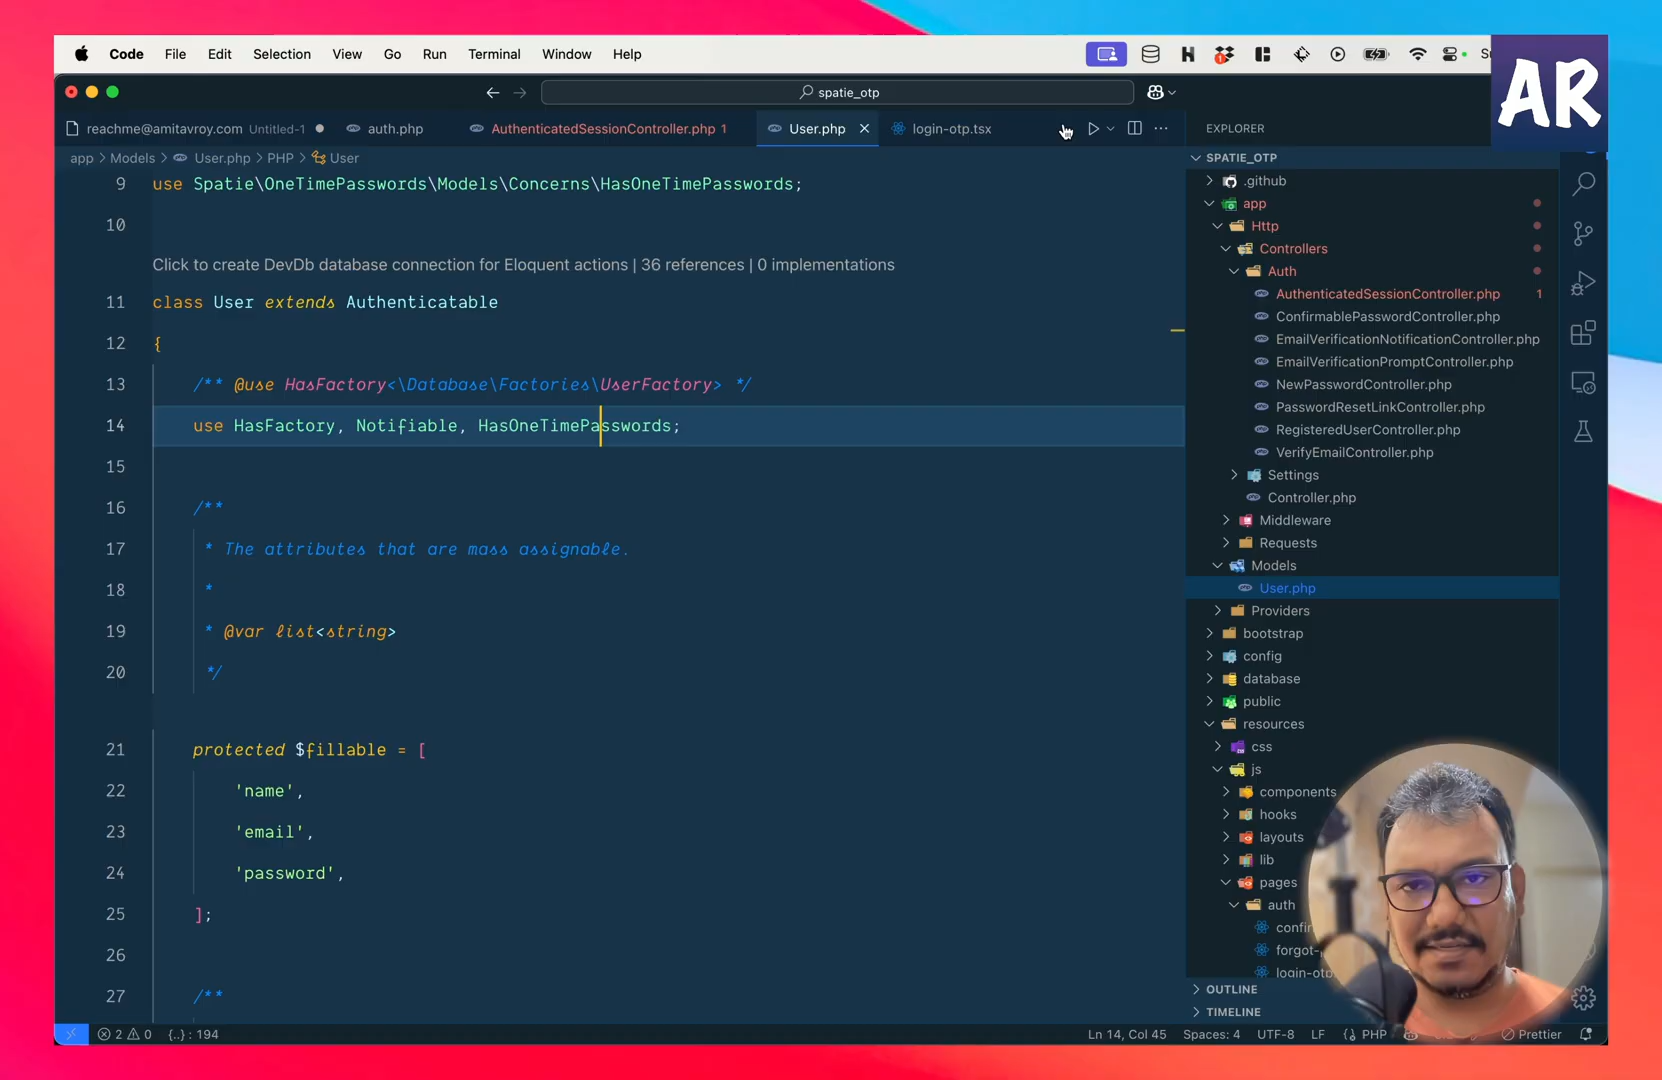 Code File Edit Selection View Go Run Terminal Window Help
AR
spatie_otp
reachme@amitavroy.com Untitled-1
auth.php
AuthenticatedSessionController.php 1
User.php
login-otp.tsx
EXPLORER
app > Models > User.php > PHP > User
9 use Spatie\OneTimePasswords\Models\Concerns\HasOneTimePasswords;
10
Click to create DevDb database connection for Eloquent actions | 36 references | 0 implementations
11 class User extends Authenticatable
12 {
13 /** @use HasFactory<\Database\Factories\UserFactory> */
14 use HasFactory, Notifiable, HasOneTimePasswords;
15
16 /**
17 * The attributes that are mass assignable.
18 *
19 * @var list<string>
20 */
21 protected $fillable = [
22 'name',
23 'email',
24 'password',
25 ];
26
27 /**
SPATIE_OTP
.github
app
Http
Controllers
Auth
AuthenticatedSessionController.php 1
ConfirmablePasswordController.php
EmailVerificationNotificationController.php
EmailVerificationPromptController.php
NewPasswordController.php
PasswordResetLinkController.php
RegisteredUserController.php
VerifyEmailController.php
Settings
Controller.php
Middleware
Requests
Models
User.php
Providers
bootstrap
config
database
public
resources
css
js
components
hooks
layouts
lib
pages
auth
confir
forgot-
login-otp
OUTLINE
TIMELINE
2 0 {..} : 194
Ln 14, Col 45 Spaces: 4 UTF-8 LF PHP Prettier